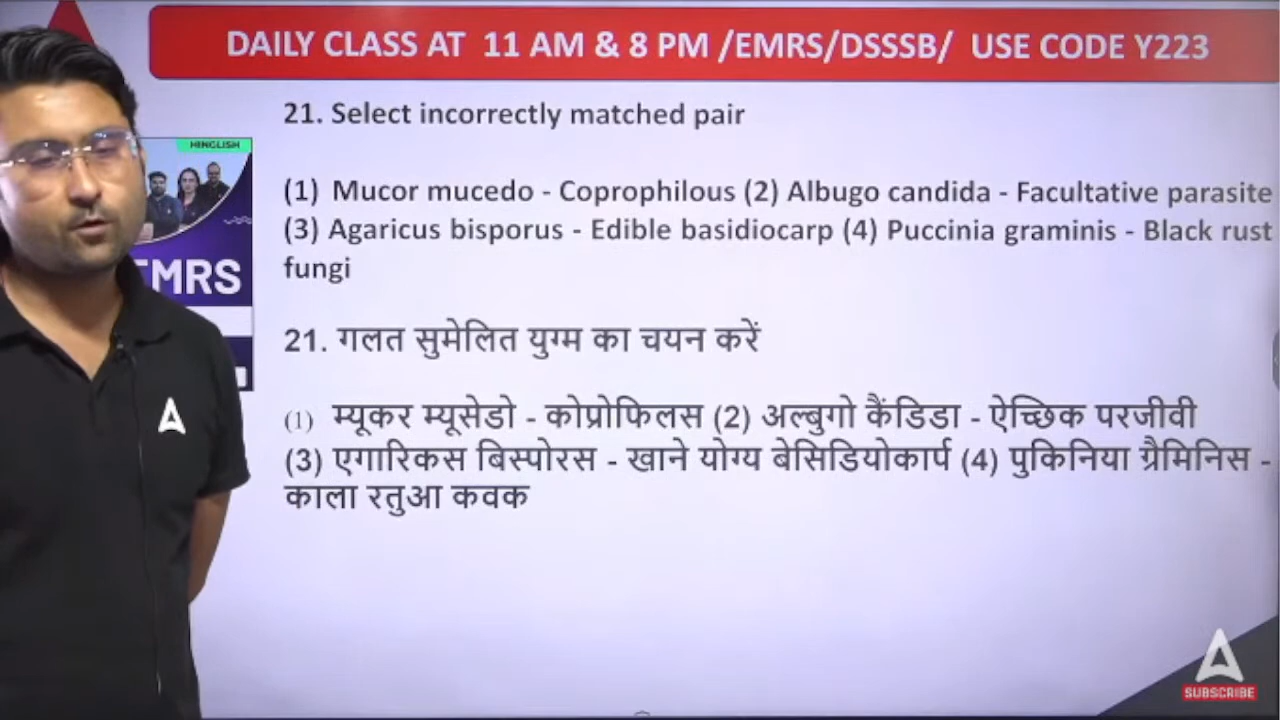 DAILY CLASS AT 11 AM & 8 PM /EMRS/DSSSB/ USE CODE Y223
21. Select incorrectly matched pair
HINGLISH
(1) Mucor mucedo - Coprophilous (2) Albugo candida - Facultative parasite
(3) Agaricus bisporus - Edible basidiocarp (4) Puccinia graminis - Black rust
fungi
EMRS
21. गलत सुमेलित युग्म का चयन करें
(1) म्यूकर म्यूसेडो - कोप्रोफिलस (2) अल्बुगो कैंडिडा - ऐच्छिक परजीवी
(3) एगारिकस बिस्पोरस - खाने योग्य बेसिडियोकार्प (4) पुकिनिया ग्रैमिनिस -
काला रतुआ कवक
SUBSCRIBE